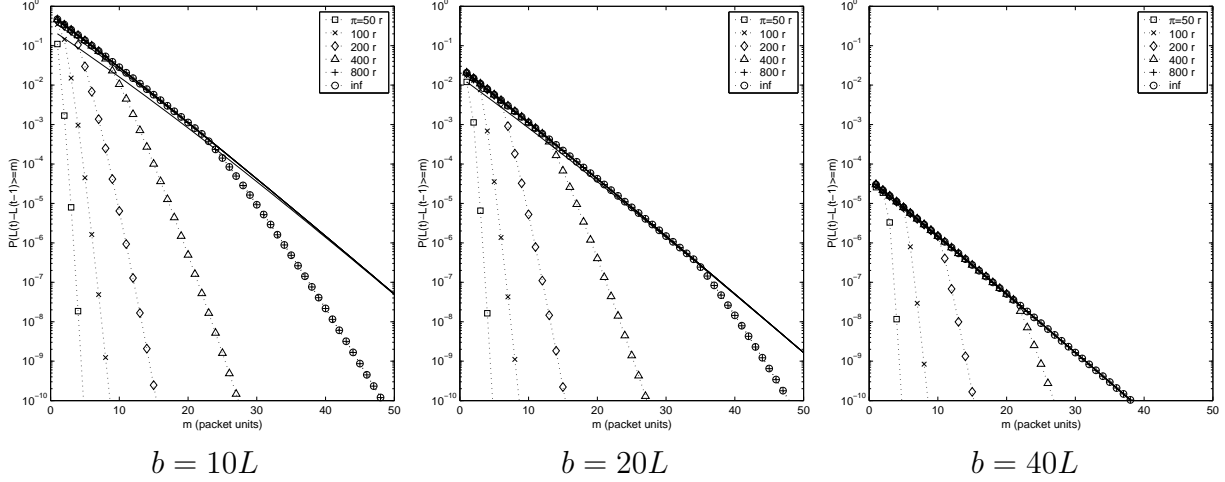 10^0
10^-1
10^-2
10^-3
10^-4
10^-5
10^-6
10^-7
10^-8
10^-9
10^-10
P(L(t)−L(t−1)>=m)
0 10 20 30 40 50
m (packet units)
π=50 r
100 r
200 r
400 r
800 r
inf
b = 10L
10^0
10^-1
10^-2
10^-3
10^-4
10^-5
10^-6
10^-7
10^-8
10^-9
10^-10
P(L(t)−L(t−1)>=m)
0 10 20 30 40 50
m (packet units)
π=50 r
100 r
200 r
400 r
800 r
inf
b = 20L
10^0
10^-1
10^-2
10^-3
10^-4
10^-5
10^-6
10^-7
10^-8
10^-9
10^-10
P(L(t)−L(t−1)>=m)
0 10 20 30 40 50
m (packet units)
π=50 r
100 r
200 r
400 r
800 r
inf
b = 40L